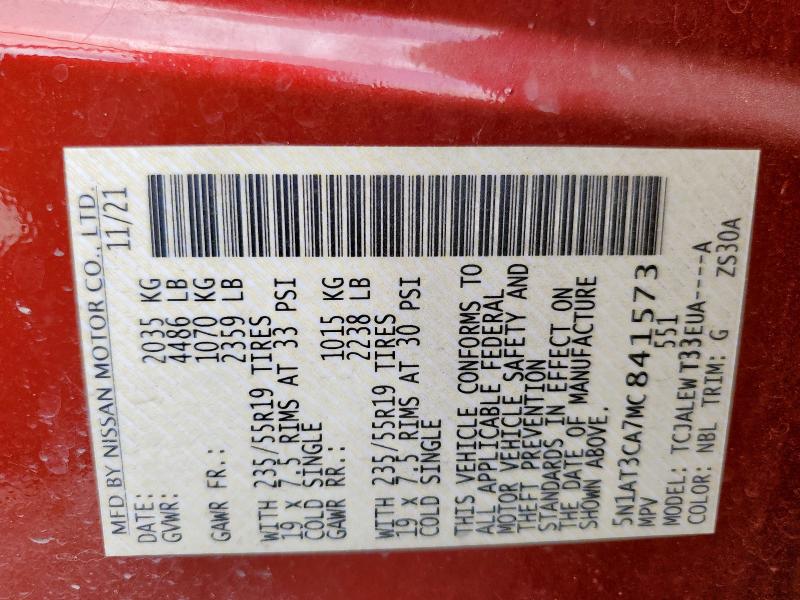 MFD BY NISSAN MOTOR CO., LTD.
DATE: 11/21
GVWR: 2035 KG
4486 LB
GAWR FR.: 1070 KG
2359 LB
WITH 235/55R19 TIRES
19 X 7.5 RIMS AT 33 PSI
COLD SINGLE
GAWR RR.: 1015 KG
2238 LB
WITH 235/55R19 TIRES
19 X 7.5 RIMS AT 30 PSI
COLD SINGLE
THIS VEHICLE CONFORMS TO
ALL APPLICABLE FEDERAL
MOTOR VEHICLE SAFETY AND
THEFT PREVENTION
STANDARDS IN EFFECT ON
THE DATE OF MANUFACTURE
SHOWN ABOVE.
5N1AT3CA7MC841573
MPV 551
MODEL: TCJALEWT33EUA----A
COLOR: NBL TRIM: G ZS30A